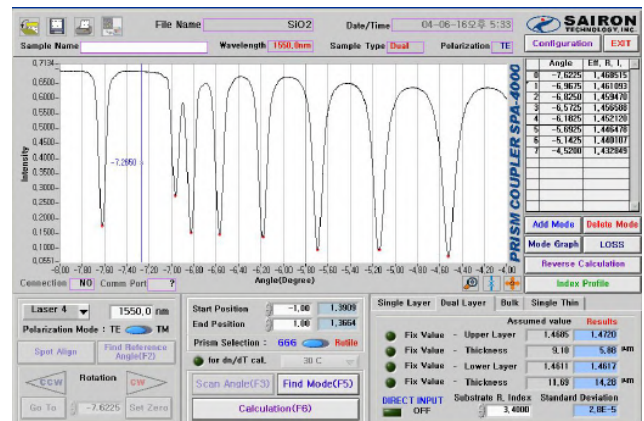 File Name SiO2 Date/Time 04-06-16오후 5:33 SAIRON TECHNOLOGY, INC.
Sample Name Wavelength 1550.0nm Sample Type Dual Polarization TE Configuration EXIT
Angle Eff. R. I.
0 -7,6225 1,468515
1 -6,9675 1,461093
2 -6,8250 1,459470
3 -6,5725 1,456588
4 -6,1825 1,452120
5 -5,6925 1,446478
6 -5,1425 1,440107
7 -4,5200 1,432849
0.7134
0.6500
0.6000
0.5500
0.5000
0.4500
0.4000
0.3500
0.3000
0.2500
0.2000
0.1500
0.1000
0.0551
Intensity
-7,2850
PRISM COUPLER SPA-4000
-8,00 -7,80 -7,60 -7,40 -7,20 -7,00 -6,80 -6,60 -6,40 -6,20 -6,00 -5,80 -5,60 -5,40 -5,20 -5,00 -4,80 -4,60 -4,40 -4,20 -4,00
Angle(Degree)
Add Mode Delete Mode
Mode Graph LOSS
Reverse Calculation
Index Profile
Connection NO Comm Port ?
Laser 4 1550,0 nm
Polarization Mode : TE TM
Spot Align Find Reference Angle(F2)
CCW Rotation CW
Go To -7.6225 Set Zero
Start Position -1,00 1.3909
End Position 1,00 1.3664
Prism Selection : 666 Rutile
for dn/dT cal. 30 C
Scan Angle(F3) Find Mode(F5)
Calculation(F6)
Single Layer Dual Layer Bulk Single Thin
Assumed value Results
Fix Value - Upper Layer 1,4685 1,4720
Fix Value - Thickness 9,10 5,88 μm
Fix Value - Lower Layer 1,4611 1,4617
Fix Value - Thickness 11,69 14,28 μm
DIRECT INPUT Substrate R. Index Standard Deviation
OFF 3,4000 2,8E-5